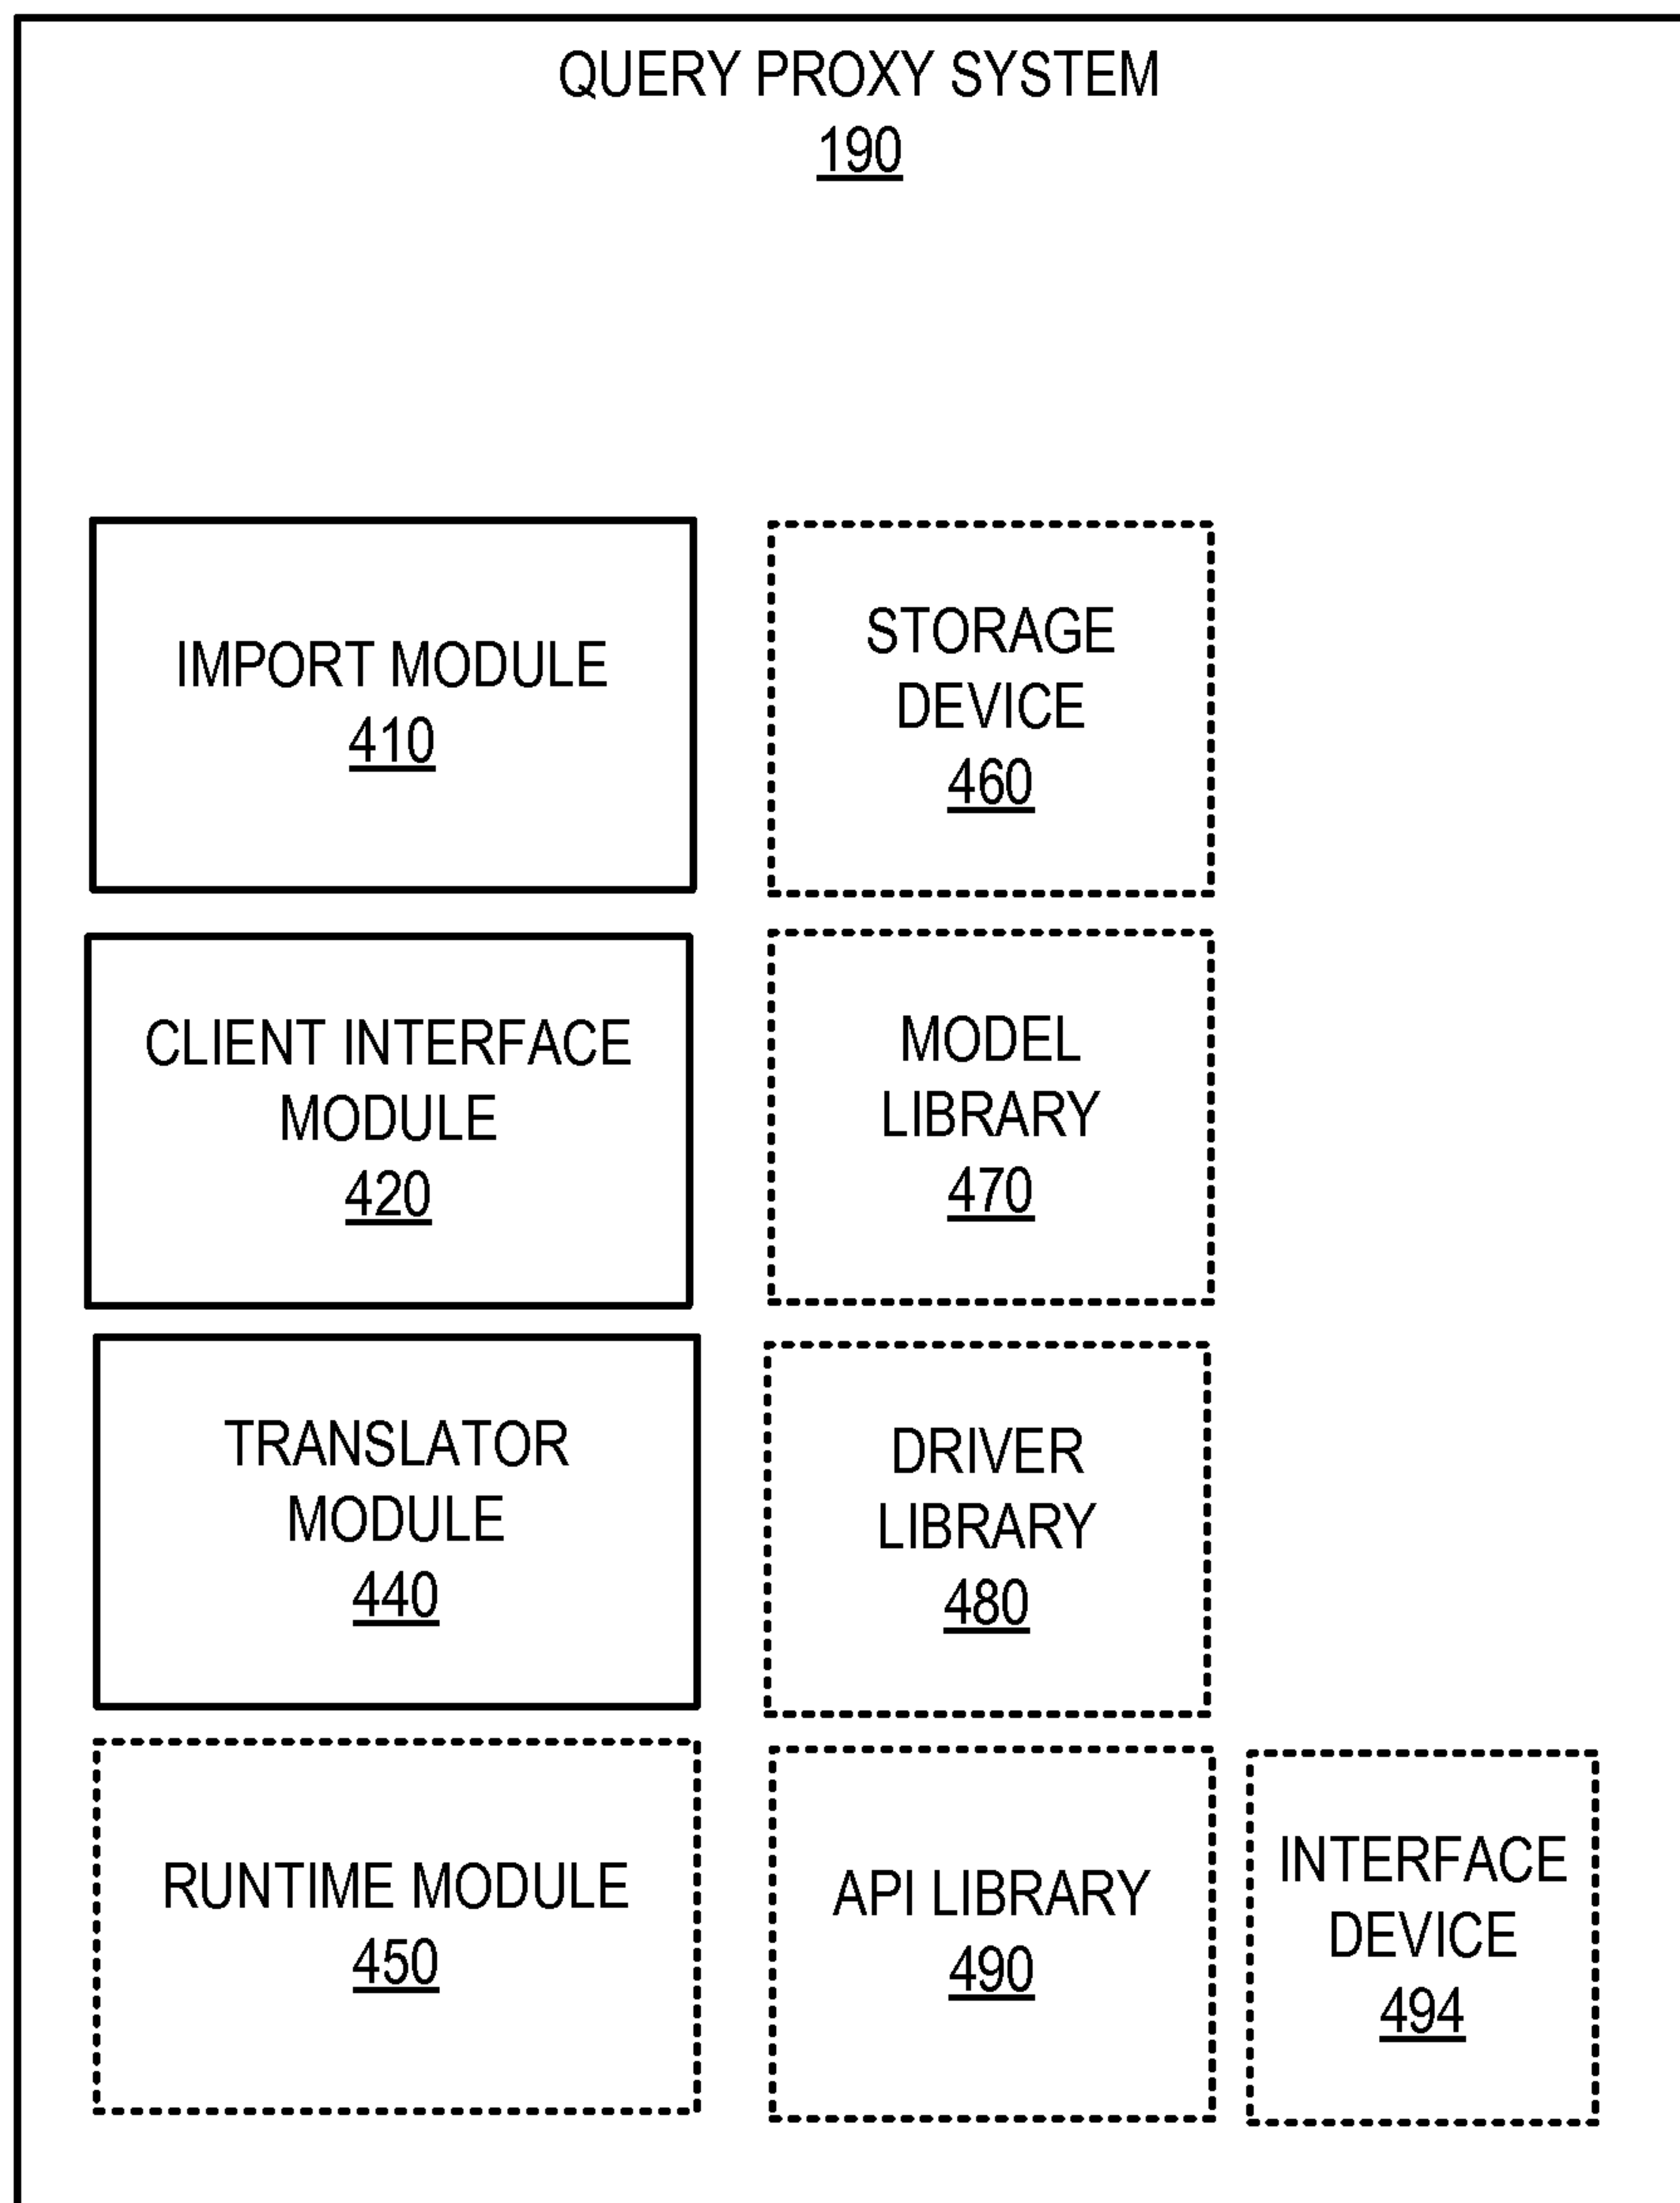 QUERY PROXY SYSTEM
190
IMPORT MODULE
410
STORAGE
DEVICE
460
CLIENT INTERFACE
MODULE
420
MODEL
LIBRARY
470
TRANSLATOR
MODULE
440
DRIVER
LIBRARY
480
RUNTIME MODULE
450
API LIBRARY
490
INTERFACE
DEVICE
494